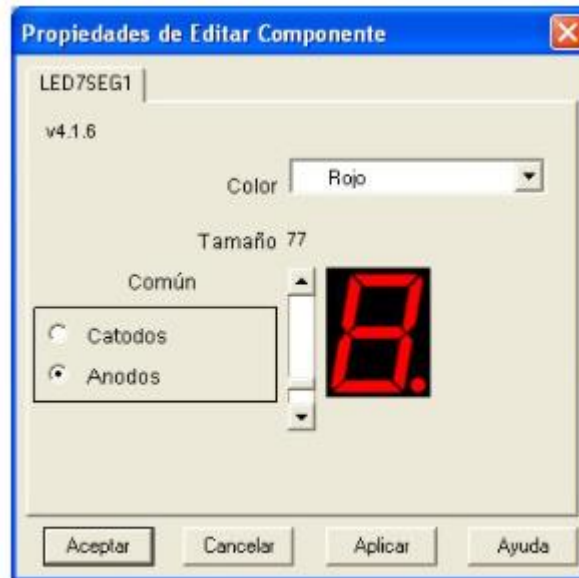 Propiedades de Editar Componente
LED7SEG1
v4.1.6
Color Rojo
Tamaño 77
Común
Catodos
Anodos
Aceptar Cancelar Aplicar Ayuda